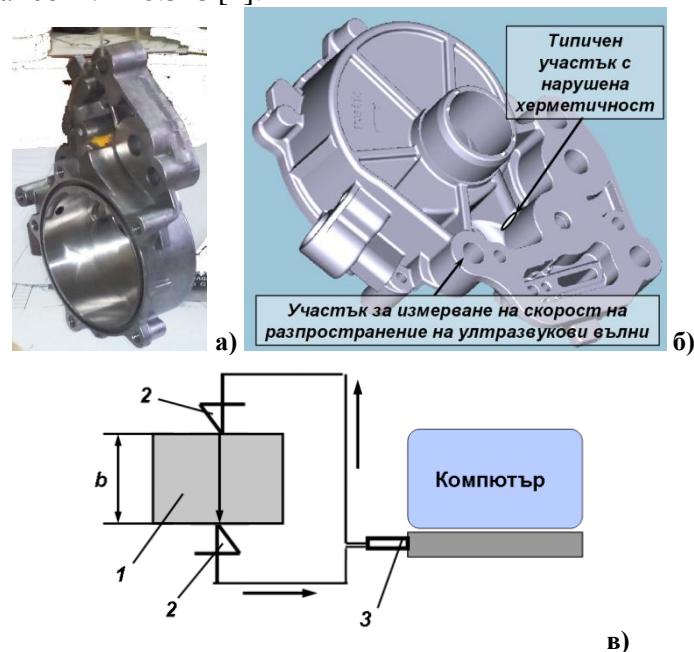 Типичен
участък с
нарушена
херметичност
Участък за измерване на скорост на
разпространение на ултразвукови вълни
а)
б)
2
b
1
2
Компютър
3
в)